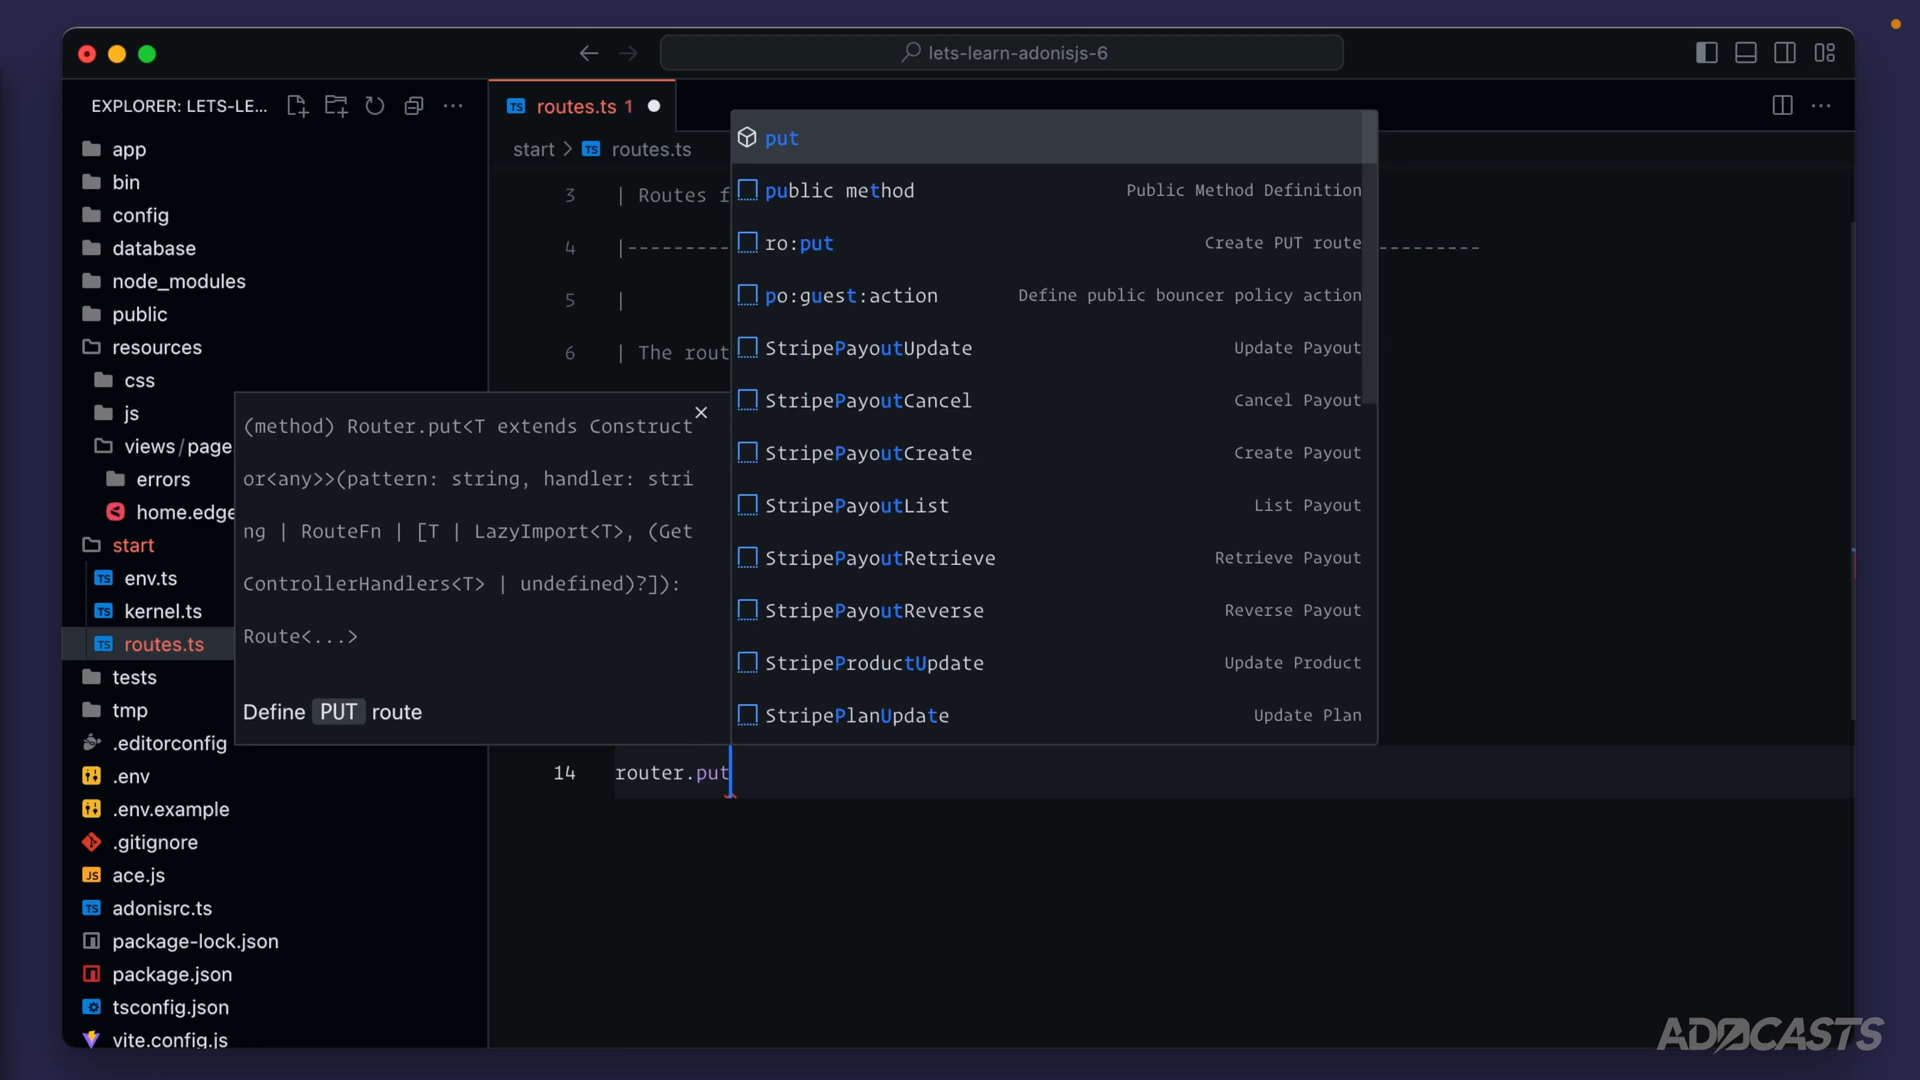 lets-learn-adonisjs-6
EXPLORER: LETS-LE...
routes.ts 1
start > routes.ts
app
bin
config
database
node_modules
public
resources
css
js
views/page
errors
home.edge
start
env.ts
kernel.ts
routes.ts
tests
tmp
.editorconfig
.env
.env.example
.gitignore
ace.js
adonisrc.ts
package-lock.json
package.json
tsconfig.json
vite.config.js
3 | Routes f
4 |---------
5 |
6 | The rout
put
public method Public Method Definition
ro:put Create PUT route
po:guest:action Define public bouncer policy action
StripePayoutUpdate Update Payout
StripePayoutCancel Cancel Payout
StripePayoutCreate Create Payout
StripePayoutList List Payout
StripePayoutRetrieve Retrieve Payout
StripePayoutReverse Reverse Payout
StripeProductUpdate Update Product
StripePlanUpdate Update Plan
(method) Router.put<T extends Construct
or<any>>(pattern: string, handler: stri
ng | RouteFn | [T | LazyImport<T>, (Get
ControllerHandlers<T> | undefined)?]):
Route<...>
Define PUT route
14 router.put
ADOCASTS